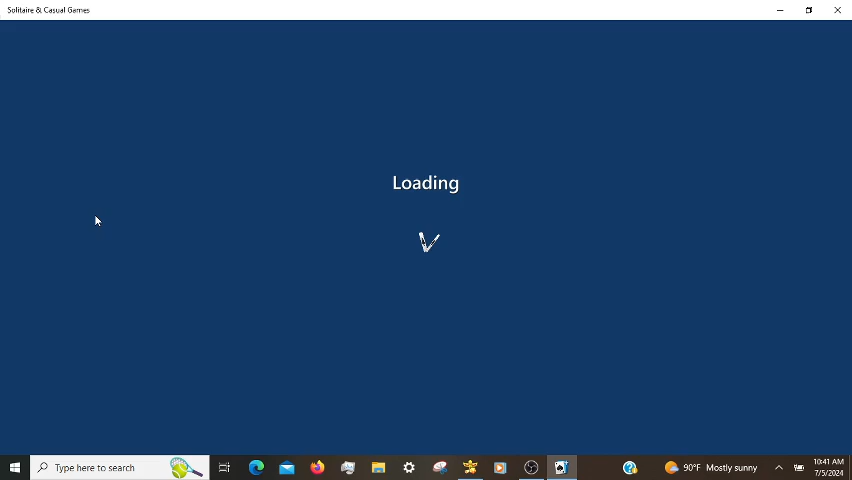 Solitaire & Casual Games
Loading
Type here to search
90°F Mostly sunny
10:41 AM
7/5/2024